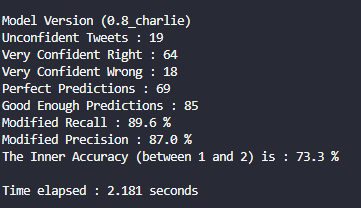 Model Version (0.8_charlie)
Unconfident Tweets : 19
Very Confident Right : 64
Very Confident Wrong : 18
Perfect Predictions : 69
Good Enough Predictions : 85
Modified Recall : 89.6 %
Modified Precision : 87.0 %
The Inner Accuracy (between 1 and 2) is : 73.3 %
Time elapsed : 2.181 seconds